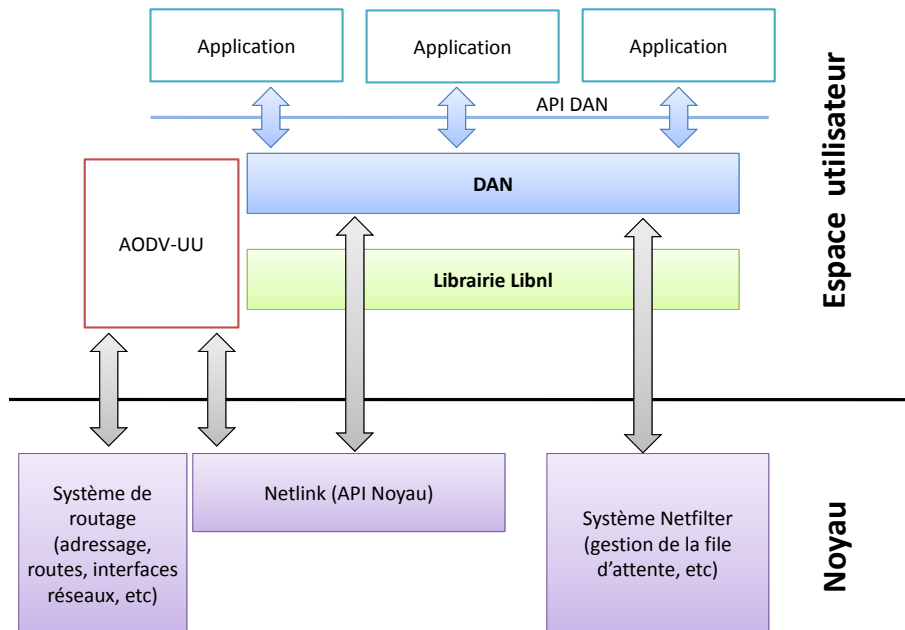 Application
Application
Application
API DAN
DAN
AODV-UU
Librairie Libnl
Espace utilisateur
Système de
routage
(adressage,
routes, interfaces
réseaux, etc)
Netlink (API Noyau)
Système Netfilter
(gestion de la file
d'attente, etc)
Noyau